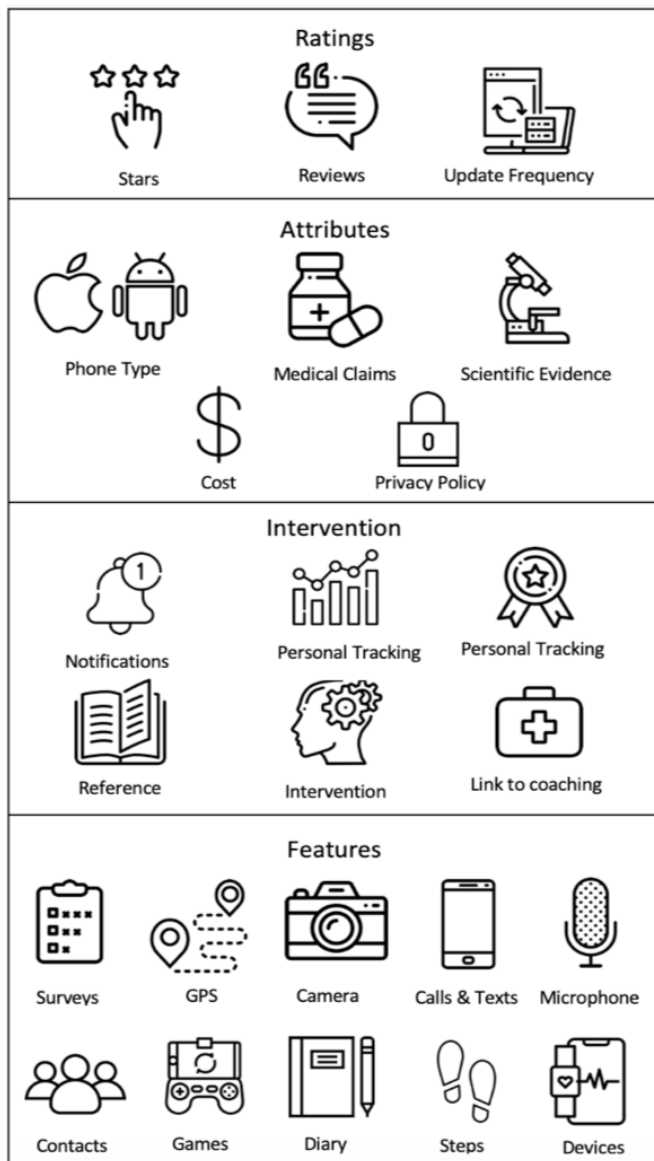 Ratings
Stars
Reviews
Update Frequency
Attributes
Phone Type
Medical Claims
Scientific Evidence
0
Cost
Privacy Policy
Intervention
1
Notifications
Personal Tracking
Personal Tracking
Reference
Intervention
Link to coaching
Features
Surveys
GPS
Camera
Calls & Texts
Microphone
Contacts
Games
Diary
Steps
Devices